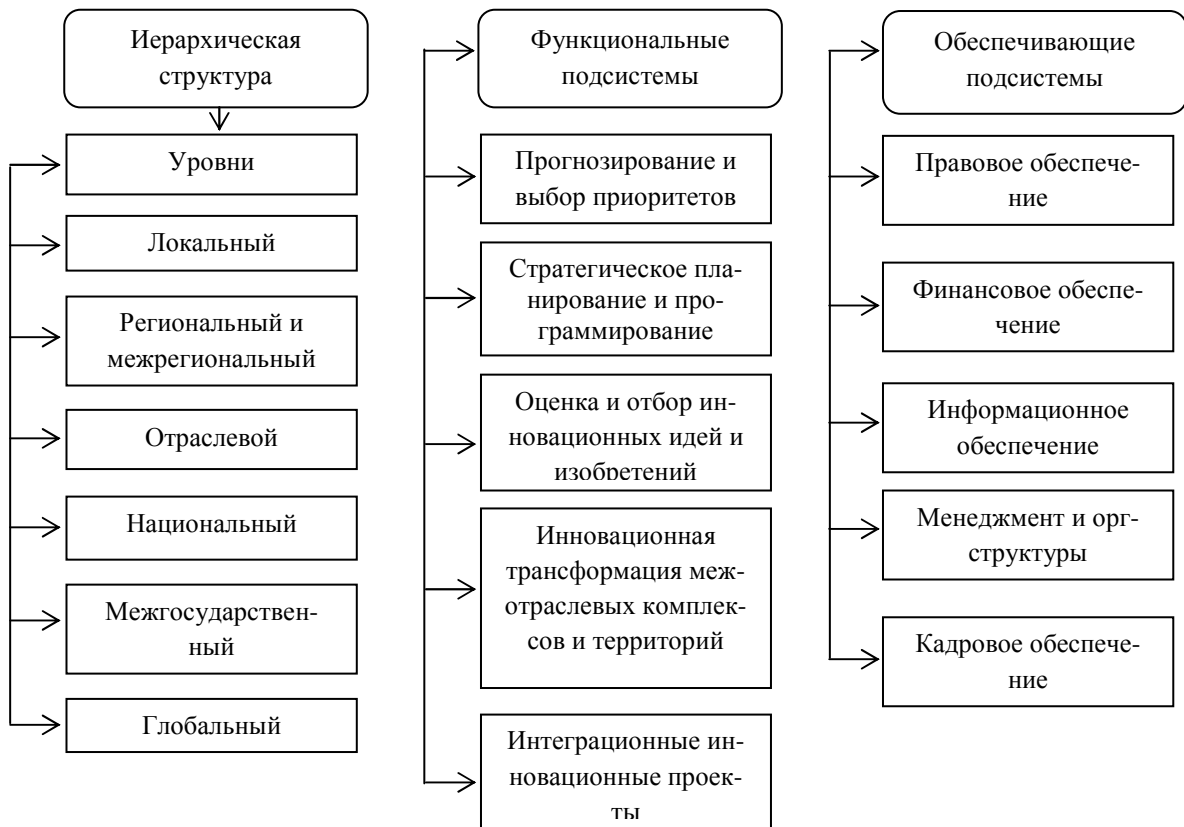 Иерархическая
структура
Уровни
Локальный
Региональный и
межрегиональный
Отраслевой
Национальный
Межгосударствен-
ный
Глобальный
Функциональные
подсистемы
Прогнозирование и
выбор приоритетов
Стратегическое пла-
нирование и про-
граммирование
Оценка и отбор ин-
новационных идей и
изобретений
Инновационная
трансформация меж-
отраслевых комплек-
сов и территорий
Интеграционные ин-
новационные проек-
ты
Обеспечивающие
подсистемы
Правовое обеспече-
ние
Финансовое обеспе-
чение
Информационное
обеспечение
Менеджмент и орг-
структуры
Кадровое обеспече-
ние